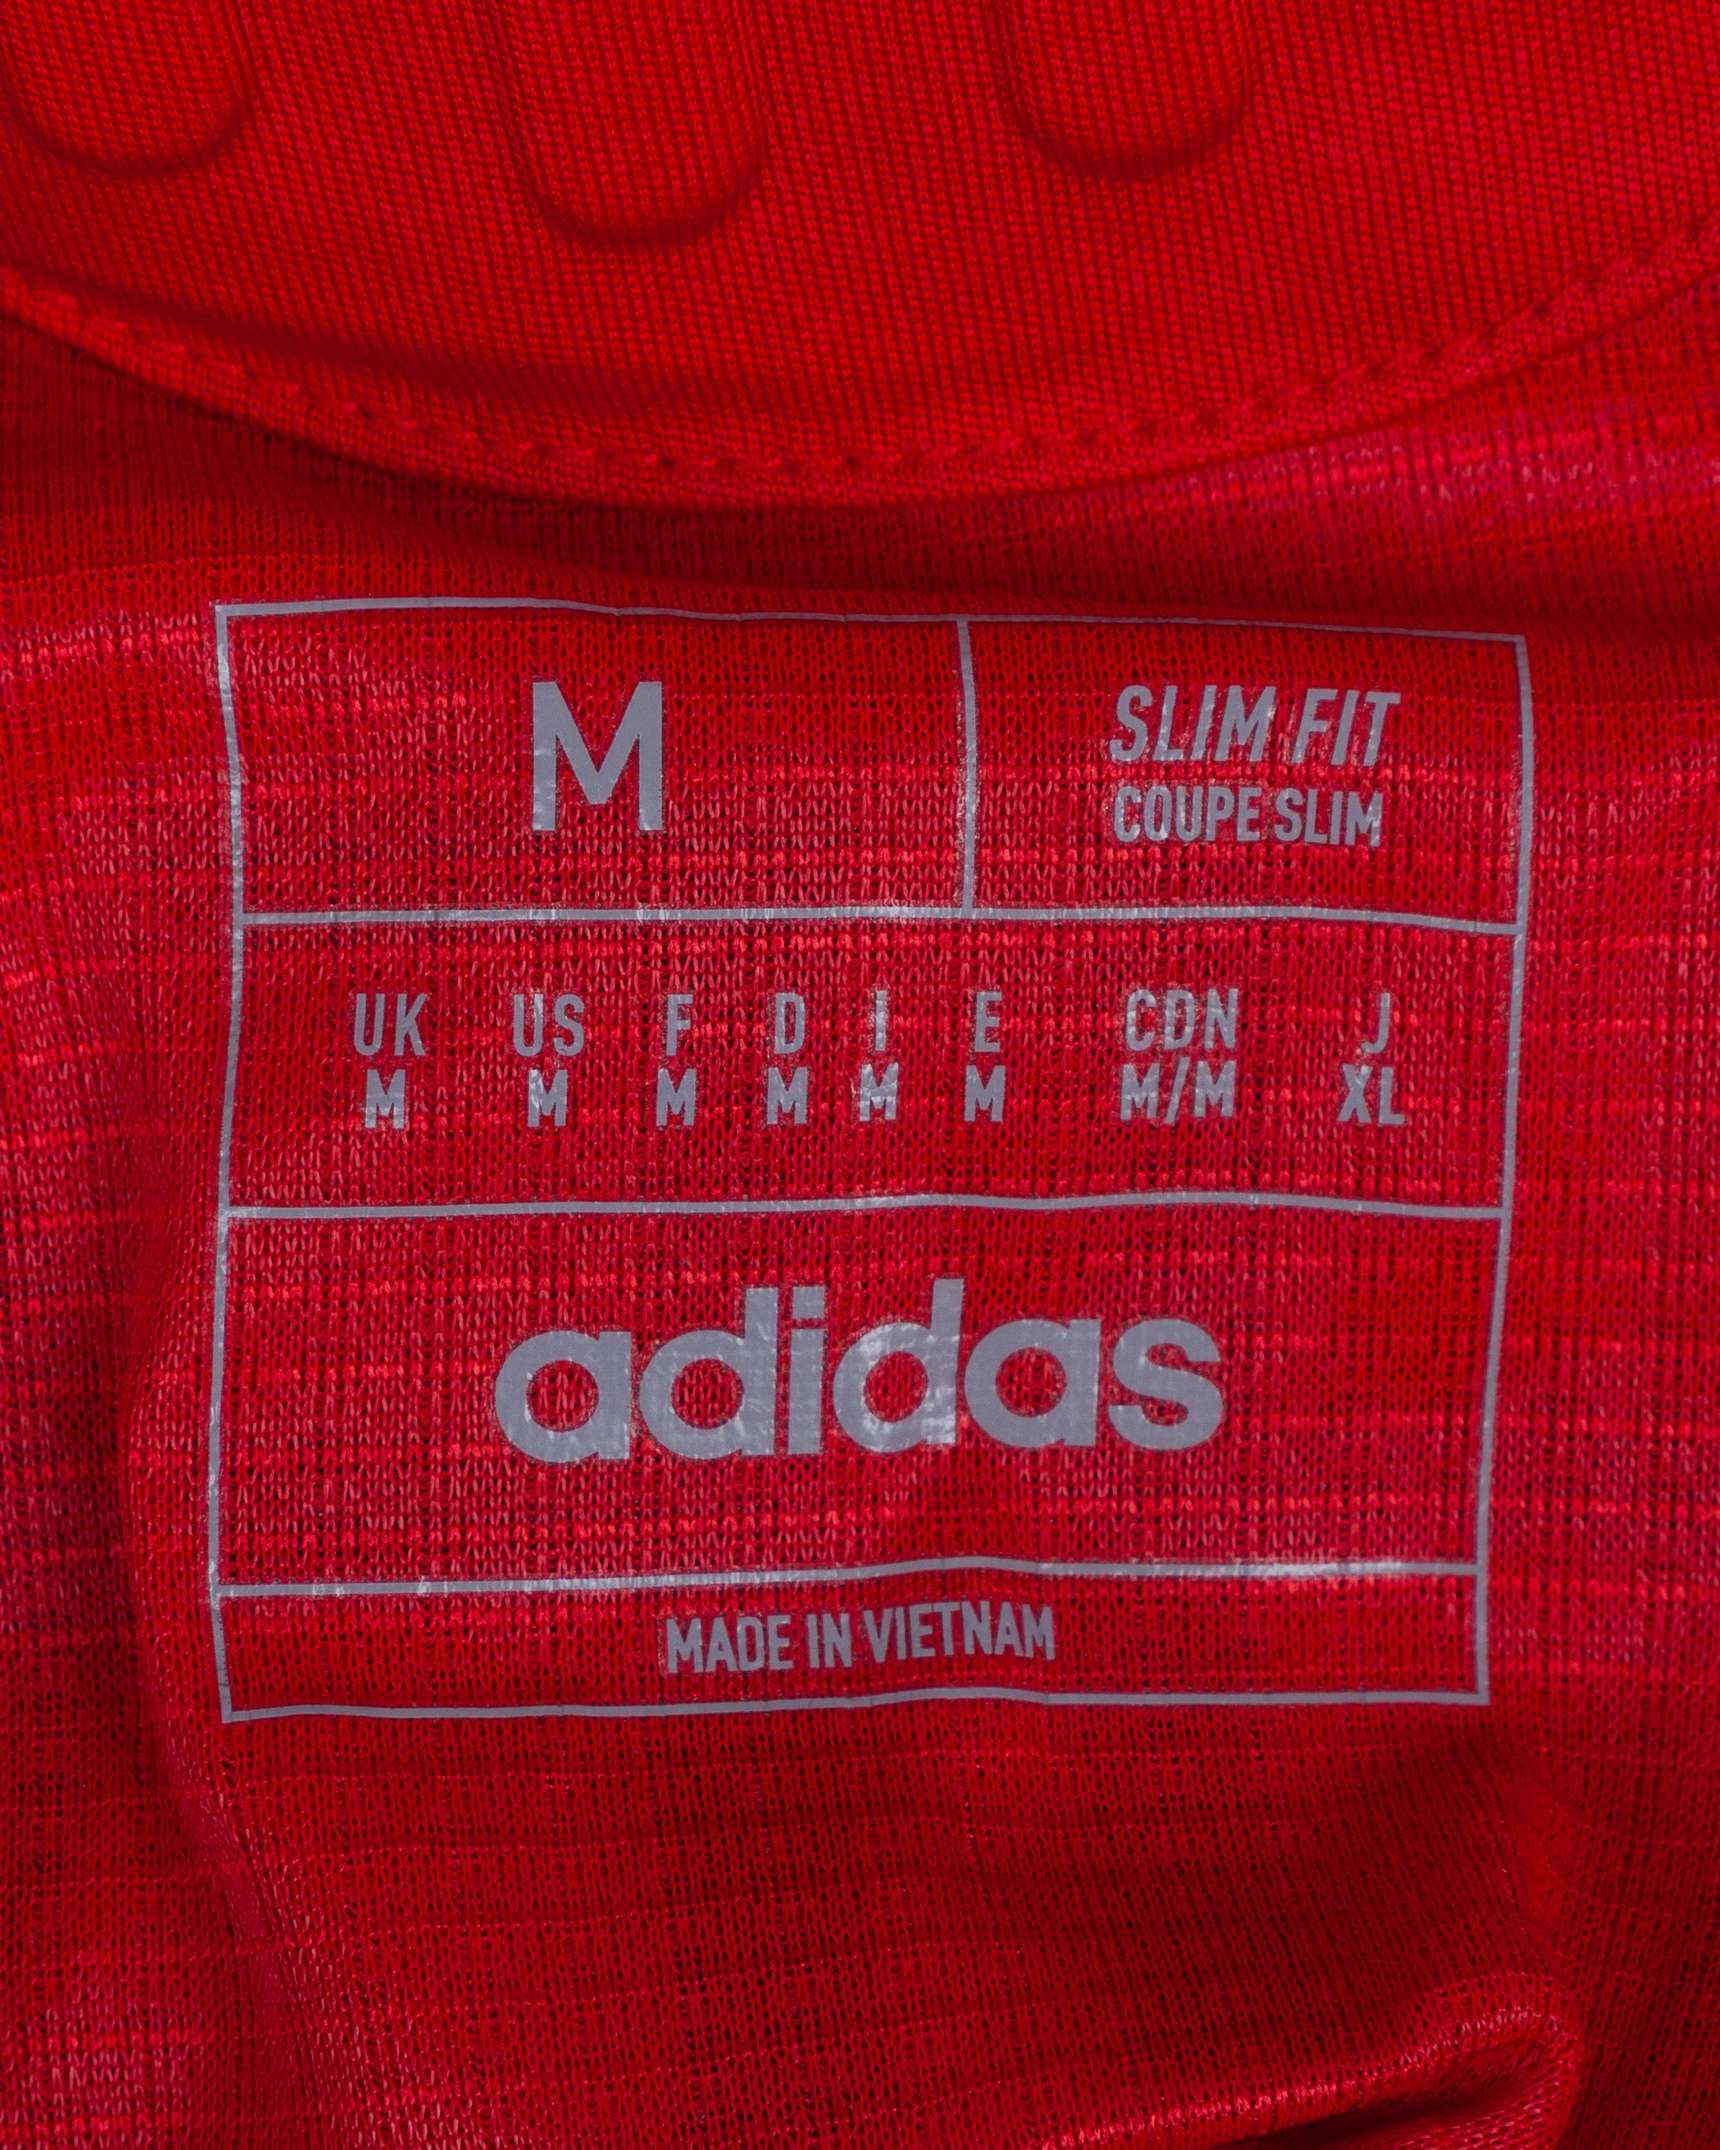 M
SLIM FIT
COUPE SLIM
UK US F D I E CDN J
M M M M M M M/M XL
adidas
MADE IN VIETNAM